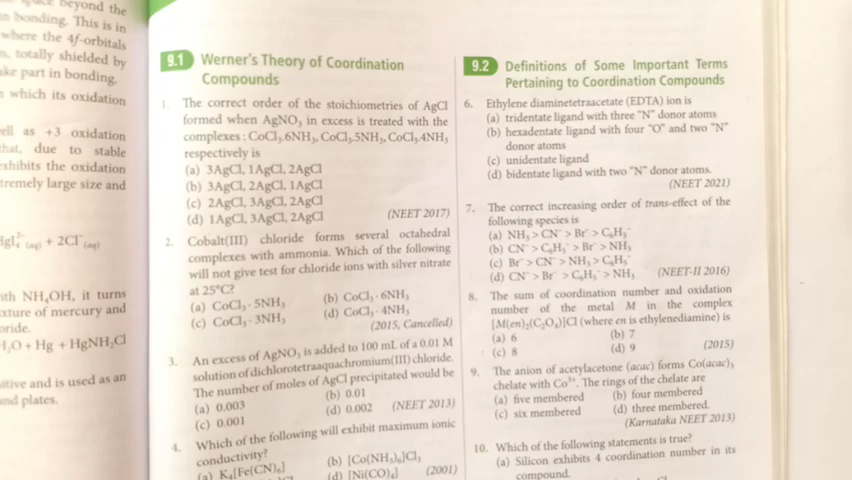 space beyond the
n bonding. This is in
where the 4f-orbitals
n, totally shielded by
ake part in bonding.
which its oxidation
ell as +3 oxidation
that, due to stable
exhibits the oxidation
tremely large size and
HgI₄²⁻ (aq) + 2Cl⁻ (aq)
ith NH₄OH, it turns
ixture of mercury and
oride.
H₂O + Hg + HgNH₂Cl
sitive and is used as an
and plates.
9.1 Werner's Theory of Coordination
Compounds
1. The correct order of the stoichiometries of AgCl
formed when AgNO₃ in excess is treated with the
complexes : CoCl₃.6NH₃, CoCl₃.5NH₃, CoCl₃.4NH₃
respectively is
(a) 3AgCl, 1AgCl, 2AgCl
(b) 3AgCl, 2AgCl, 1AgCl
(c) 2AgCl, 3AgCl, 2AgCl
(d) 1AgCl, 3AgCl, 2AgCl (NEET 2017)
2. Cobalt(III) chloride forms several octahedral
complexes with ammonia. Which of the following
will not give test for chloride ions with silver nitrate
at 25°C?
(a) CoCl₃·5NH₃ (b) CoCl₃·6NH₃
(c) CoCl₃·3NH₃ (d) CoCl₃·4NH₃
(2015, Cancelled)
3. An excess of AgNO₃ is added to 100 mL of a 0.01 M
solution of dichlorotetraaquachromium(III) chloride.
The number of moles of AgCl precipitated would be
(a) 0.003 (b) 0.01
(c) 0.001 (d) 0.002 (NEET 2013)
4. Which of the following will exhibit maximum ionic
conductivity?
(a) K₄[Fe(CN)₆] (b) [Co(NH₃)₆]Cl₃
(d) [Ni(CO)₄] (2001)
9.2 Definitions of Some Important Terms
Pertaining to Coordination Compounds
6. Ethylene diaminetetraacetate (EDTA) ion is
(a) tridentate ligand with three "N" donor atoms
(b) hexadentate ligand with four "O" and two "N"
donor atoms
(c) unidentate ligand
(d) bidentate ligand with two "N" donor atoms.
(NEET 2021)
7. The correct increasing order of trans-effect of the
following species is
(a) NH₃ > CN⁻ > Br⁻ > C₆H₅⁻
(b) CN⁻ > C₆H₅⁻ > Br⁻ > NH₃
(c) Br⁻ > CN⁻ > NH₃ > C₆H₅⁻
(d) CN⁻ > Br⁻ > C₆H₅⁻ > NH₃ (NEET-II 2016)
8. The sum of coordination number and oxidation
number of the metal M in the complex
[M(en)₂(C₂O₄)]Cl (where en is ethylenediamine) is
(a) 6 (b) 7
(c) 8 (d) 9 (2015)
9. The anion of acetylacetone (acac) forms Co(acac)₃
chelate with Co³⁺. The rings of the chelate are
(a) five membered (b) four membered
(c) six membered (d) three membered.
(Karnataka NEET 2013)
10. Which of the following statements is true?
(a) Silicon exhibits 4 coordination number in its
compound.